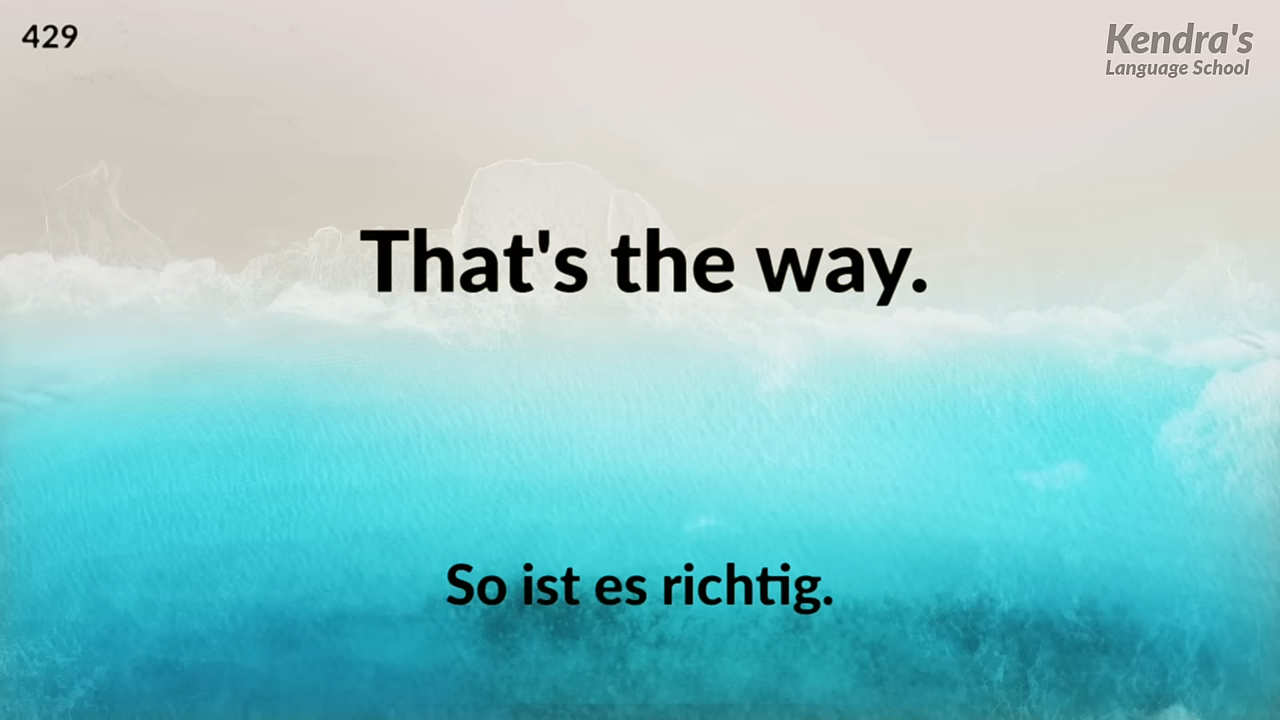 429
Kendra's
Language School
That's the way.
So ist es richtig.